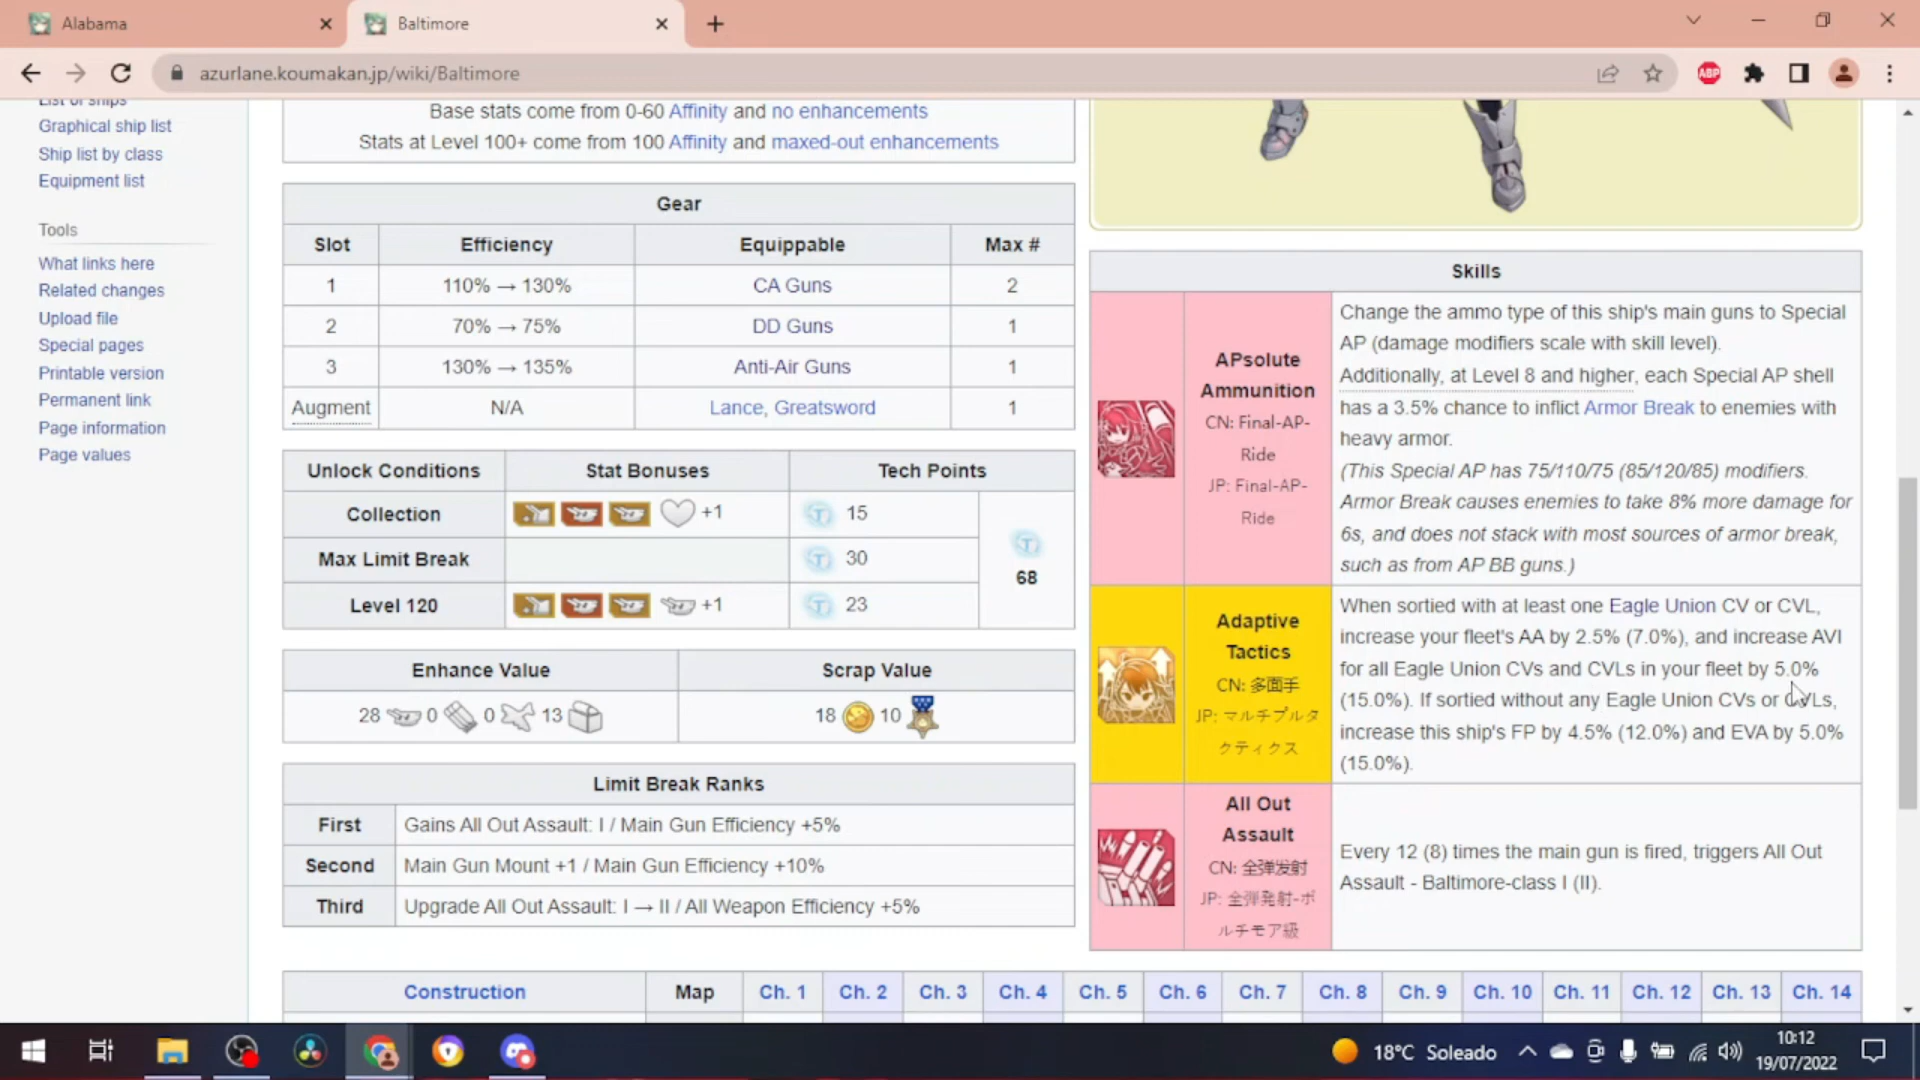 Alabama
Baltimore
azurlane.koumakan.jp/wiki/Baltimore
ABP
List of ships
Graphical ship list
Ship list by class
Equipment list
Tools
What links here
Related changes
Upload file
Special pages
Printable version
Permanent link
Page information
Page values
Base stats come from 0-60 Affinity and no enhancements
Stats at Level 100+ come from 100 Affinity and maxed-out enhancements
Gear
Slot Efficiency Equippable Max #
1 110% → 130% CA Guns 2
2 70% → 75% DD Guns 1
3 130% → 135% Anti-Air Guns 1
Augment N/A Lance, Greatsword 1
Unlock Conditions Stat Bonuses Tech Points
Collection +1 15
Max Limit Break 30
68
Level 120 +1 23
Enhance Value Scrap Value
28 0 0 13 18 10
Limit Break Ranks
First Gains All Out Assault: I / Main Gun Efficiency +5%
Second Main Gun Mount +1 / Main Gun Efficiency +10%
Third Upgrade All Out Assault: I → II / All Weapon Efficiency +5%
Skills
APsolute
Ammunition
CN: Final-AP-
Ride
JP: Final-AP-
Ride
Change the ammo type of this ship's main guns to Special
AP (damage modifiers scale with skill level).
Additionally, at Level 8 and higher, each Special AP shell
has a 3.5% chance to inflict Armor Break to enemies with
heavy armor.
(This Special AP has 75/110/75 (85/120/85) modifiers.
Armor Break causes enemies to take 8% more damage for
6s, and does not stack with most sources of armor break,
such as from AP BB guns.)
Adaptive
Tactics
CN: 多面手
JP: マルチプルタ
クティクス
When sortied with at least one Eagle Union CV or CVL,
increase your fleet's AA by 2.5% (7.0%), and increase AVI
for all Eagle Union CVs and CVLs in your fleet by 5.0%
(15.0%). If sortied without any Eagle Union CVs or CVLs,
increase this ship's FP by 4.5% (12.0%) and EVA by 5.0%
(15.0%).
All Out
Assault
CN: 全弹发射
JP: 全弾発射-ボ
ルチモア級
Every 12 (8) times the main gun is fired, triggers All Out
Assault - Baltimore-class I (II).
Construction Map Ch. 1 Ch. 2 Ch. 3 Ch. 4 Ch. 5 Ch. 6 Ch. 7 Ch. 8 Ch. 9 Ch. 10 Ch. 11 Ch. 12 Ch. 13 Ch. 14
18°C Soleado
10:12
19/07/2022